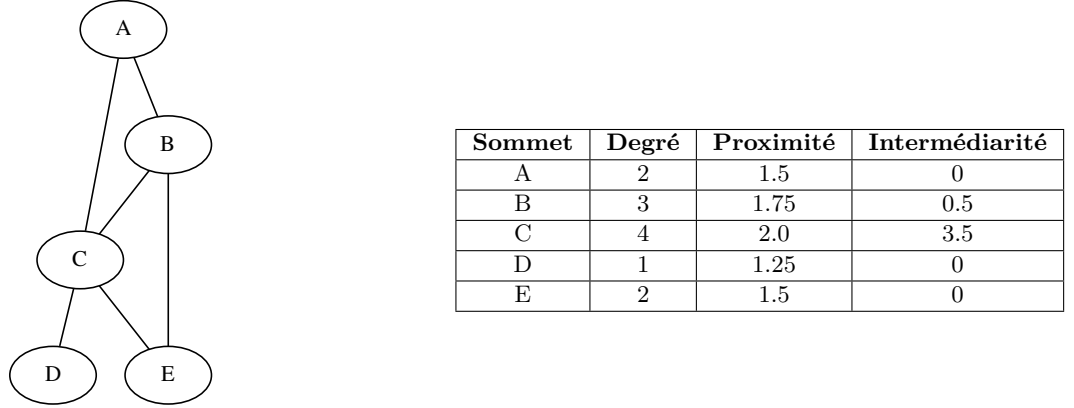 A
B
C
D E
Sommet Degré Proximité Intermédiarité
A 2 1.5 0
B 3 1.75 0.5
C 4 2.0 3.5
D 1 1.25 0
E 2 1.5 0